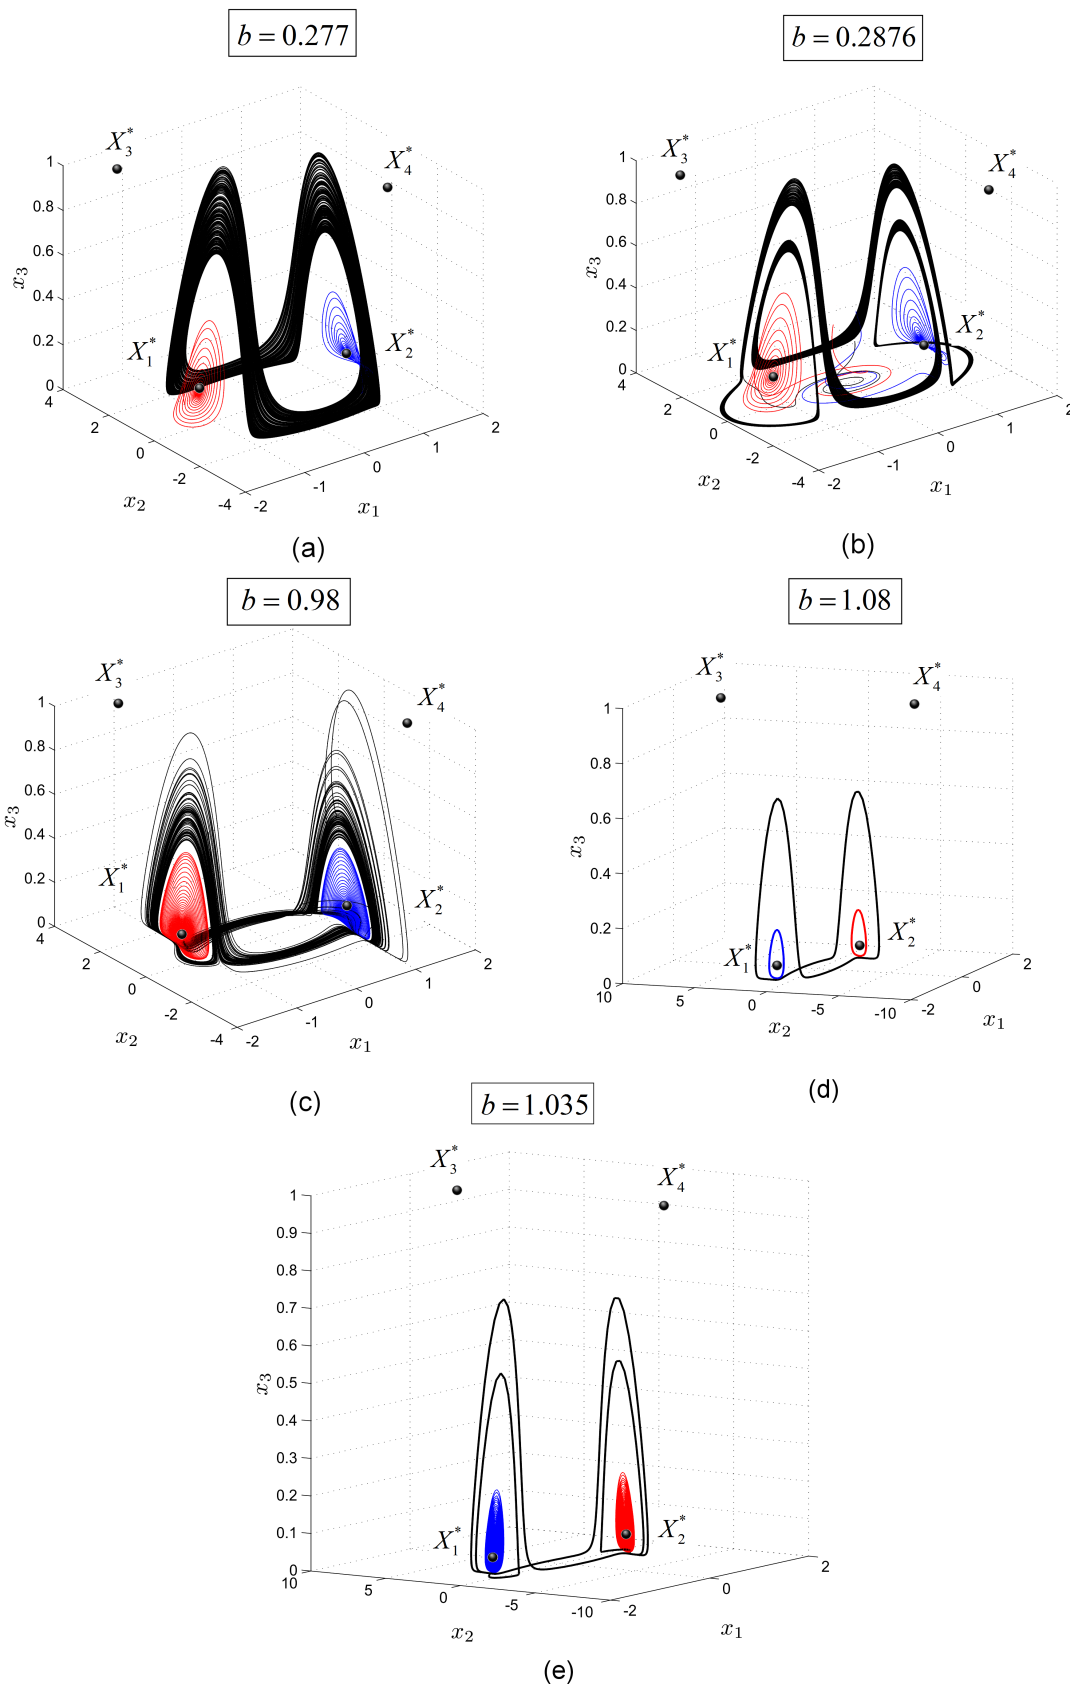 b = 0.277
X₃*
X₄*
X₁*
X₂*
x₃
1
0.8
0.6
0.4
0.2
0
4
2
0
-2
-4
x₂
-2
-1
0
1
2
x₁
(a)
b = 0.2876
X₃*
X₄*
X₁*
X₂*
x₃
1
0.8
0.6
0.4
0.2
0
4
2
0
-2
-4
x₂
-2
-1
0
1
2
x₁
(b)
b = 0.98
X₃*
X₄*
X₁*
X₂*
x₃
1
0.8
0.6
0.4
0.2
0
4
2
0
-2
-4
x₂
-2
-1
0
1
2
x₁
(c)
b = 1.08
X₃*
X₄*
X₁*
X₂*
x₃
1
0.8
0.6
0.4
0.2
0
10
5
0
-5
-10
x₂
-2
0
2
x₁
(d)
b = 1.035
X₃*
X₄*
X₁*
X₂*
x₃
1
0.9
0.8
0.7
0.6
0.5
0.4
0.3
0.2
0.1
0
10
5
0
-5
-10
x₂
-2
0
2
x₁
(e)